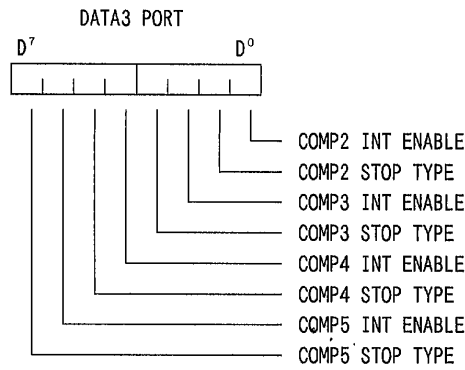 DATA3 PORT
D⁷ D⁰
COMP2 INT ENABLE
COMP2 STOP TYPE
COMP3 INT ENABLE
COMP3 STOP TYPE
COMP4 INT ENABLE
COMP4 STOP TYPE
COMP5 INT ENABLE
COMP5 STOP TYPE